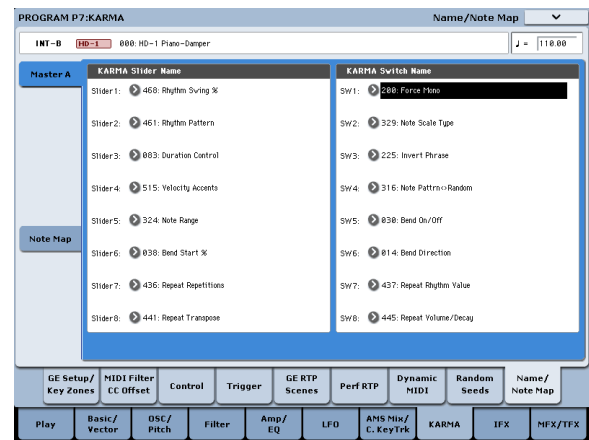 PROGRAM P7:KARMA Name/Note Map
INT-B HD-1 000: HD-1 Piano-Damper ♩ = 110.00
Master A
KARMA Slider Name
Slider1: 468: Rhythm Swing %
Slider2: 461: Rhythm Pattern
Slider3: 083: Duration Control
Slider4: 515: Velocity Accents
Slider5: 324: Note Range
Slider6: 038: Bend Start %
Slider7: 436: Repeat Repetitions
Slider8: 441: Repeat Transpose
KARMA Switch Name
SW1: 200: Force Mono
SW2: 329: Note Scale Type
SW3: 225: Invert Phrase
SW4: 316: Note Pattrn<>Random
SW5: 030: Bend On/Off
SW6: 014: Bend Direction
SW7: 437: Repeat Rhythm Value
SW8: 445: Repeat Volume/Decay
Note Map
GE Setup/
Key Zones
MIDI Filter
CC Offset
Control
Trigger
GE RTP
Scenes
Perf RTP
Dynamic
MIDI
Random
Seeds
Name/
Note Map
Play
Basic/
Vector
OSC/
Pitch
Filter
Amp/
EQ
LFO
AMS Mix/
C. KeyTrk
KARMA
IFX
MFX/TFX